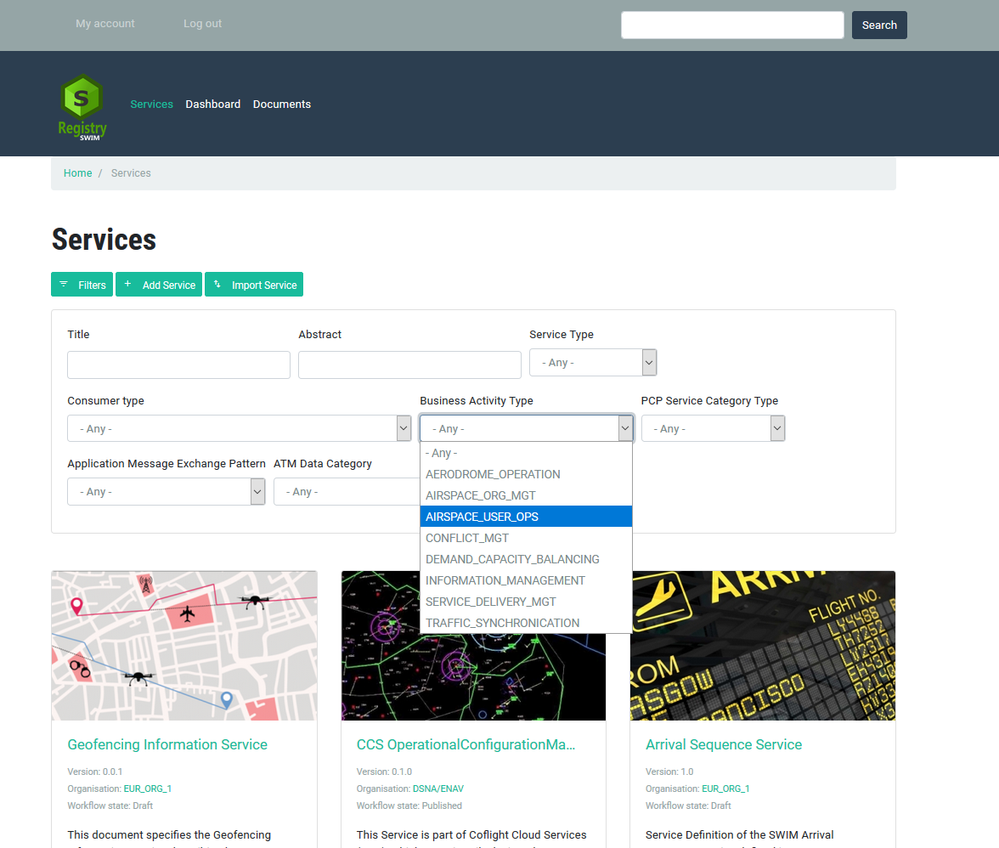 My account Log out Search
S
Registry
SWIM
Services Dashboard Documents
Home / Services
Services
Filters + Add Service Import Service
Title Abstract Service Type
- Any -
Consumer type Business Activity Type PCP Service Category Type
- Any - - Any - - Any -
- Any -
AERODROME_OPERATION
AIRSPACE_ORG_MGT
AIRSPACE_USER_OPS
CONFLICT_MGT
DEMAND_CAPACITY_BALANCING
INFORMATION_MANAGEMENT
SERVICE_DELIVERY_MGT
TRAFFIC_SYNCHRONICATION
Application Message Exchange Pattern ATM Data Category
- Any - - Any -
FLIGHT NO.
ROM
ASGOW
FRANCISCO
Geofencing Information Service
Version: 0.0.1
Organisation: EUR_ORG_1
Workflow state: Draft
This document specifies the Geofencing
CCS OperationalConfigurationMa...
Version: 0.1.0
Organisation: DSNA/ENAV
Workflow state: Published
This Service is part of Coflight Cloud Services
Arrival Sequence Service
Version: 1.0
Organisation: EUR_ORG_1
Workflow state: Draft
Service Definition of the SWIM Arrival